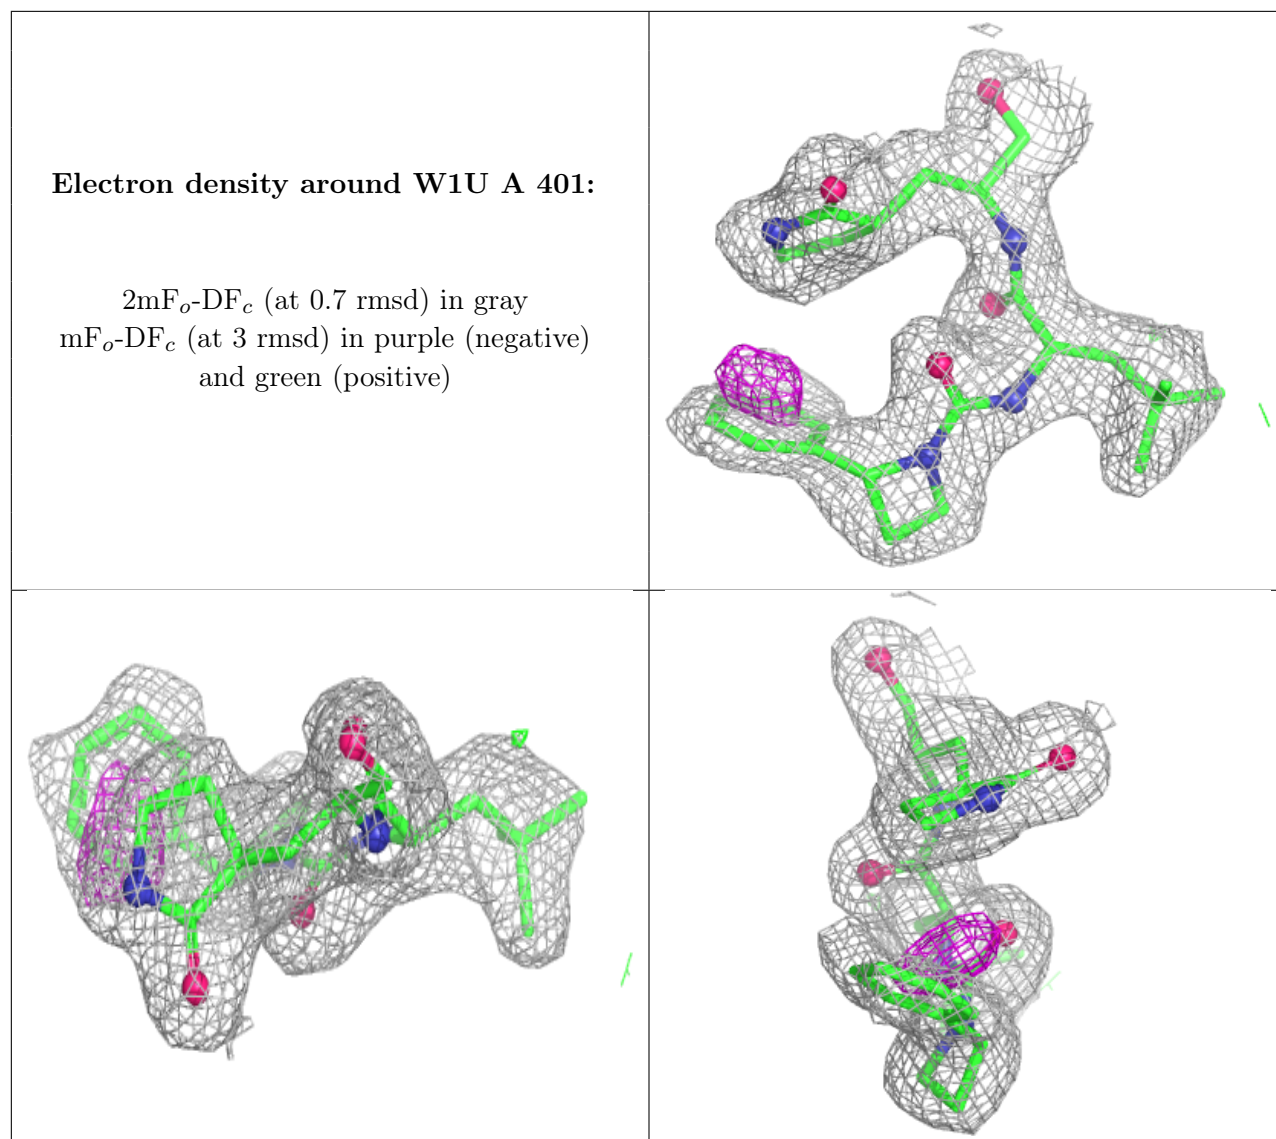 Electron density around W1U A 401:
2mFo-DFc (at 0.7 rmsd) in gray
mFo-DFc (at 3 rmsd) in purple (negative)
and green (positive)